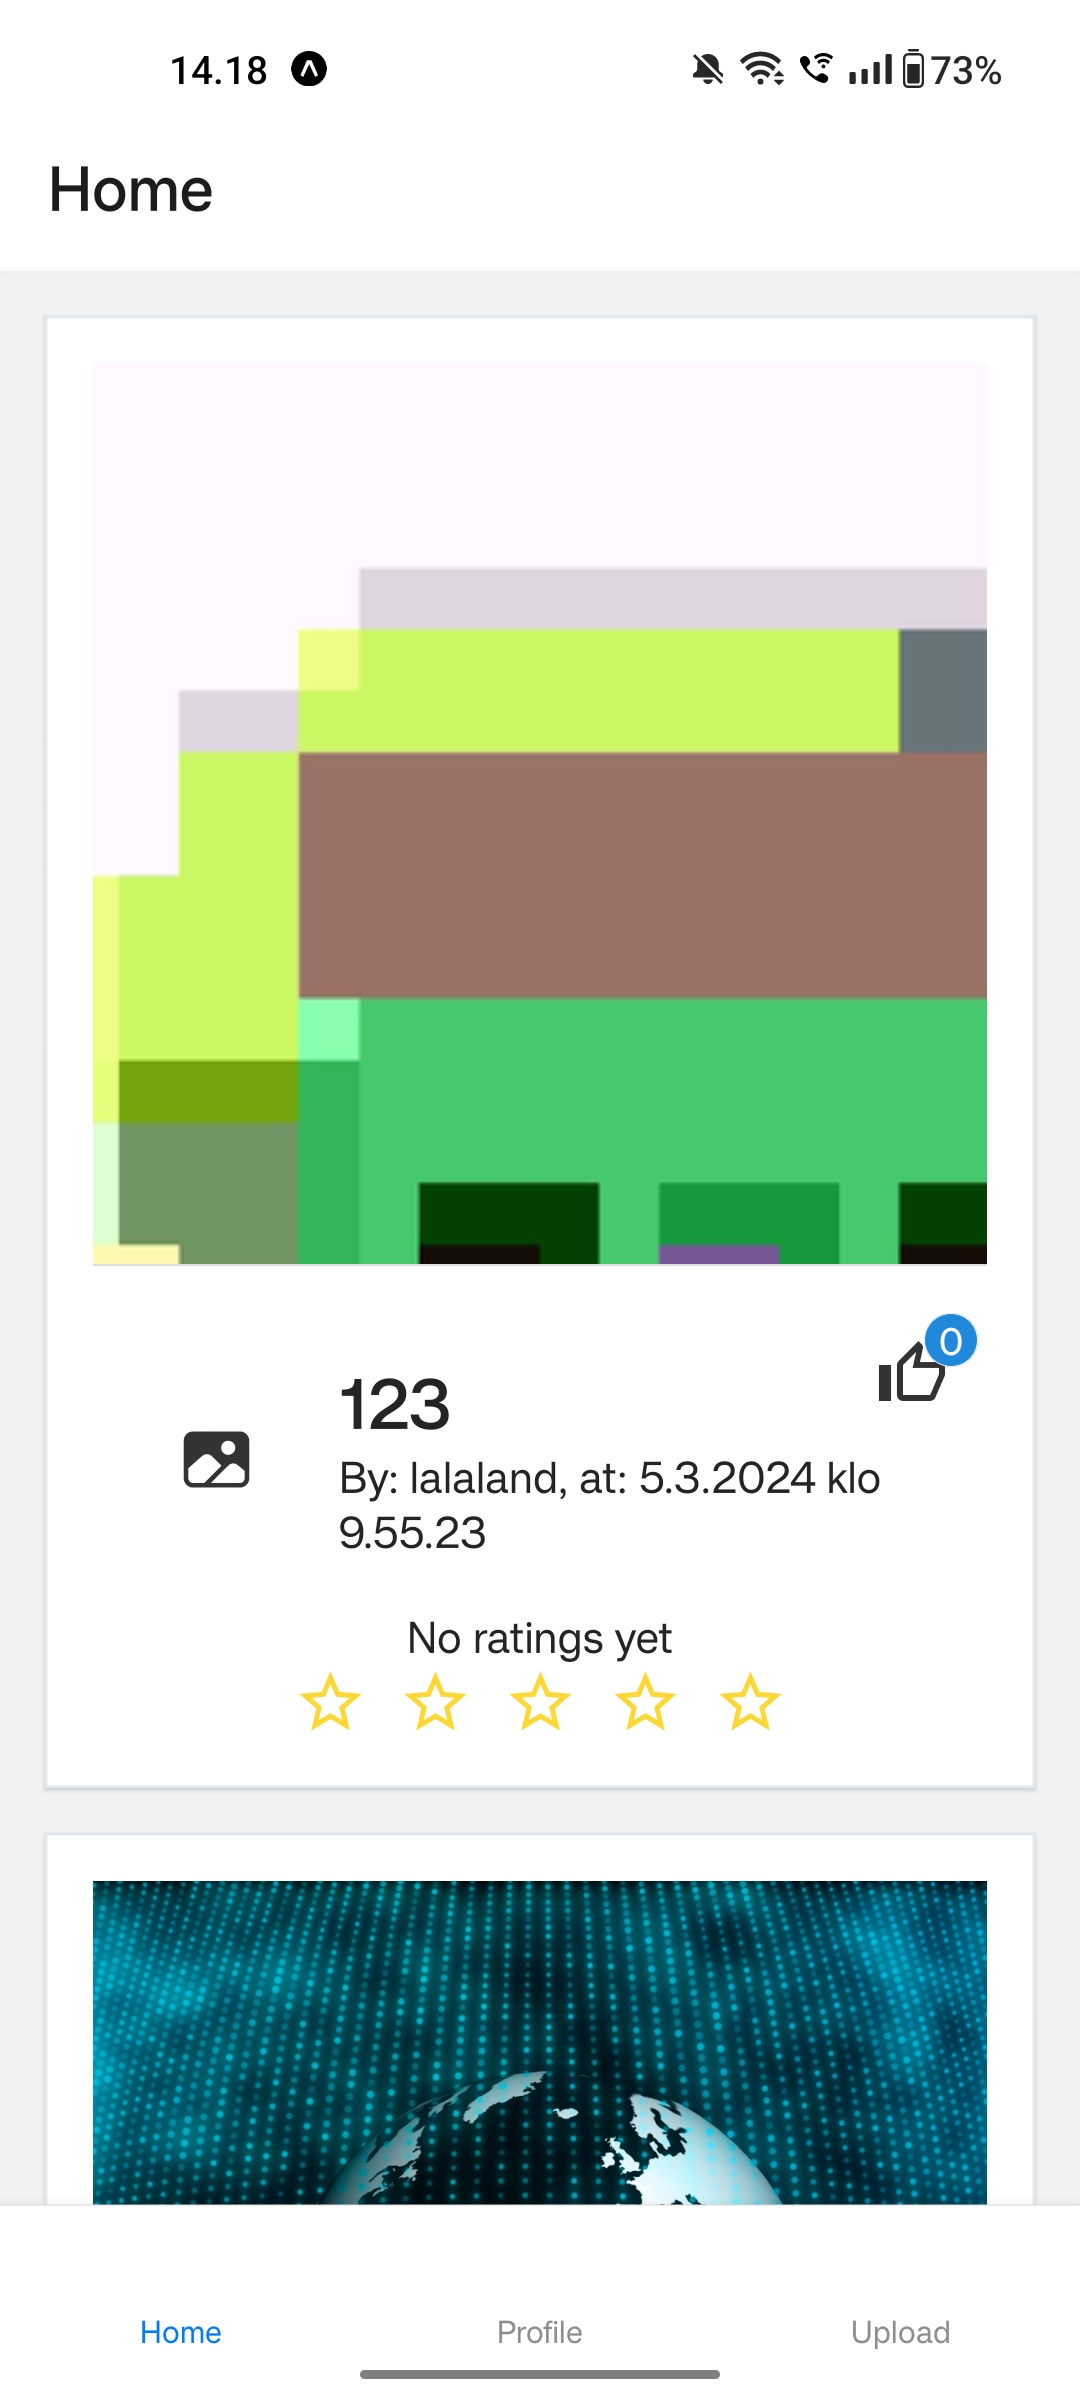 14.18 73%
Home
0
123
By: lalaland, at: 5.3.2024 klo
9.55.23
No ratings yet
Home Profile Upload